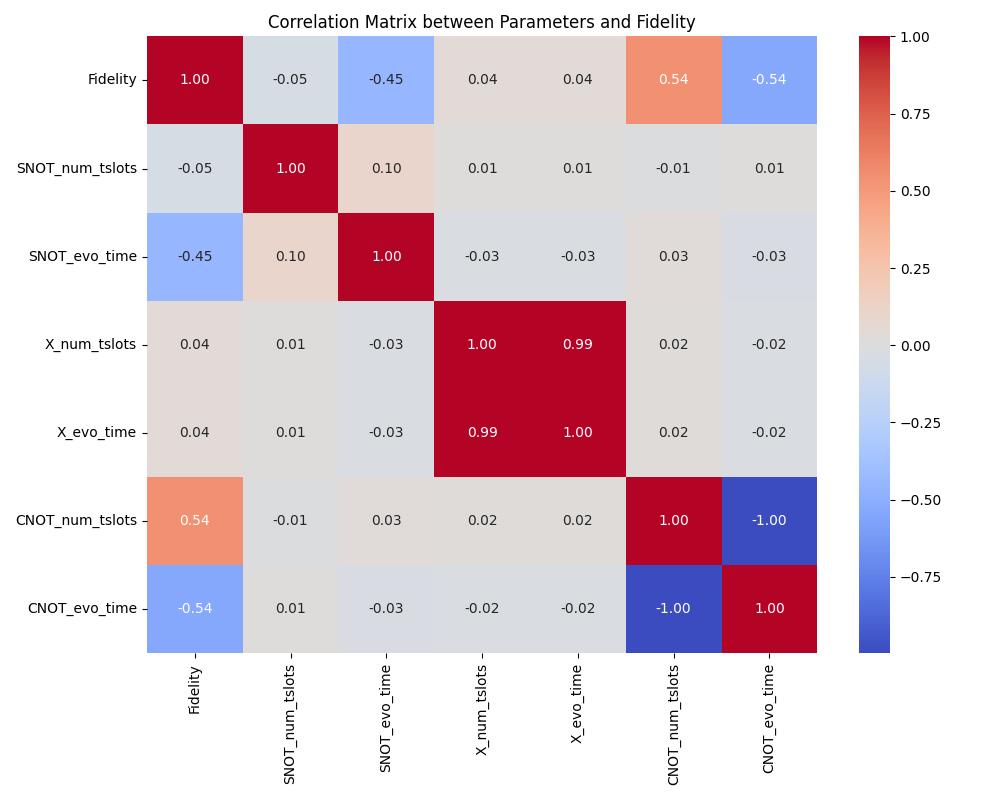 Correlation Matrix between Parameters and Fidelity
Fidelity 1.00 -0.05 -0.45 0.04 0.04 0.54 -0.54
SNOT_num_tslots -0.05 1.00 0.10 0.01 0.01 -0.01 0.01
SNOT_evo_time -0.45 0.10 1.00 -0.03 -0.03 0.03 -0.03
X_num_tslots 0.04 0.01 -0.03 1.00 0.99 0.02 -0.02
X_evo_time 0.04 0.01 -0.03 0.99 1.00 0.02 -0.02
CNOT_num_tslots 0.54 -0.01 0.03 0.02 0.02 1.00 -1.00
CNOT_evo_time -0.54 0.01 -0.03 -0.02 -0.02 -1.00 1.00
Fidelity
SNOT_num_tslots
SNOT_evo_time
X_num_tslots
X_evo_time
CNOT_num_tslots
CNOT_evo_time
1.00
0.75
0.50
0.25
0.00
−0.25
−0.50
−0.75